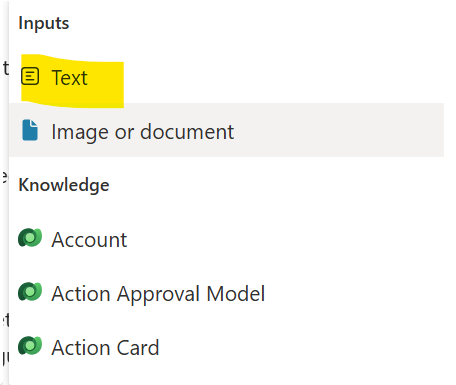 Inputs
Text
Image or document
Knowledge
Account
Action Approval Model
Action Card